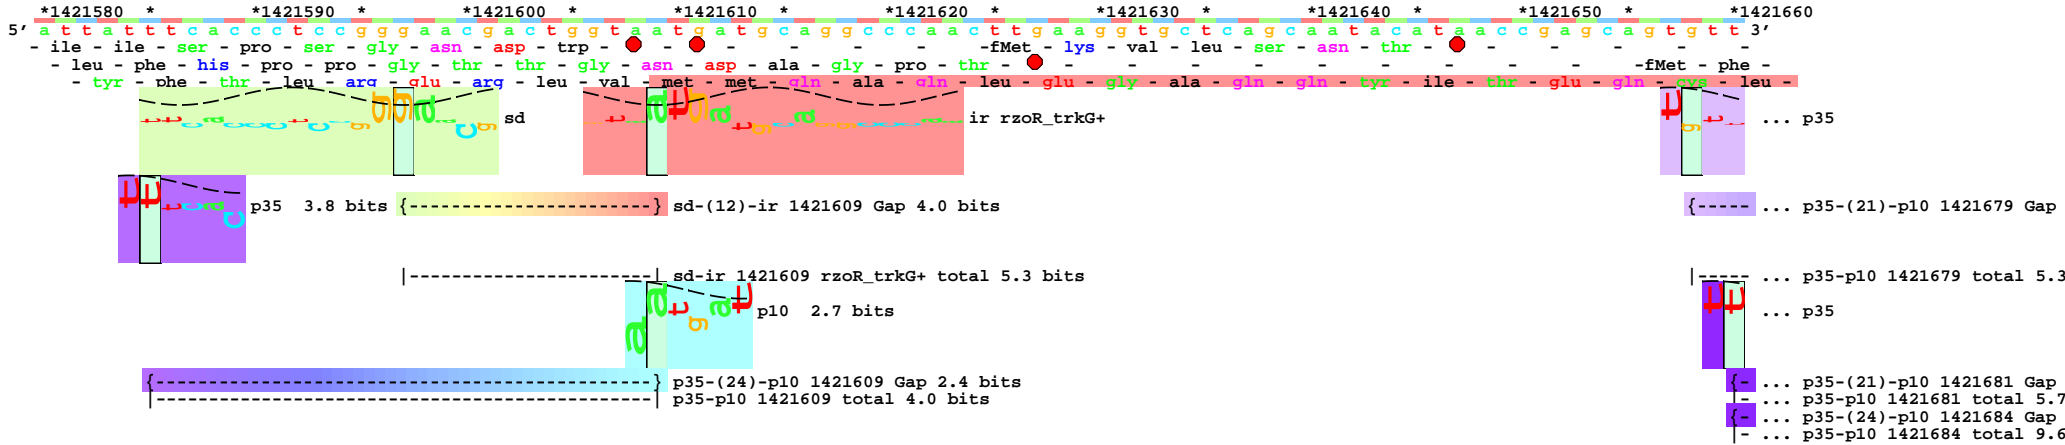 *1421580 * *1421590 * *1421600 * *1421610 * *1421620 * *1421630 * *1421640 * *1421650 * *1421660
5' a t t a t t t c a c c c t c c g g g a a c g a c t g g t a a t g a t g c a g g c c c a a c t t g a a g g t g c t c a g c a a t a c a t a a c c g a g c a g t g t t 3'
- ile - ile - ser - pro - ser - gly - asn - asp - trp - - - - - - - -fMet - lys - val - leu - ser - asn - thr - - - - - -
- leu - phe - his - pro - pro - gly - thr - thr - gly - asn - asp - ala - gly - pro - thr - - - - - - - - - - -fMet - phe -
- tyr - phe - thr - leu - arg - glu - arg - leu - val - met - met - gln - ala - gln - leu - glu - gly - ala - gln - gln - tyr - ile - thr - glu - gln - cys - leu -
sd ir rzoR_trkG+ ... p35
p35 3.8 bits {-----------} sd-(12)-ir 1421609 Gap 4.0 bits {----- ... p35-(21)-p10 1421679 Gap
|-----------| sd-ir 1421609 rzoR_trkG+ total 5.3 bits |----- ... p35-p10 1421679 total 5.3
p10 2.7 bits ... p35
{-----------------------} p35-(24)-p10 1421609 Gap 2.4 bits {- ... p35-(21)-p10 1421681 Gap
|-----------------------| p35-p10 1421609 total 4.0 bits |- ... p35-p10 1421681 total 5.7
{- ... p35-(24)-p10 1421684 Gap
|- ... p35-p10 1421684 total 9.6